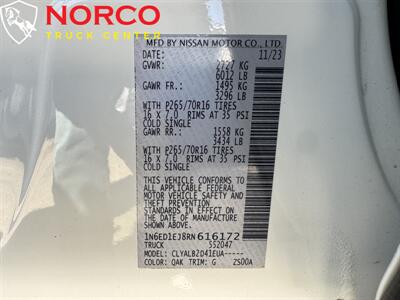 NORCO
TRUCK CENTER
MFD BY NISSAN MOTOR CO., LTD.
DATE: 11/23
GVWR: 2727 KG
6012 LB
GAWR FR.: 1495 KG
3296 LB
WITH P265/70R16 TIRES
16 X 7.0 RIMS AT 35 PSI
COLD SINGLE
GAWR RR.: 1558 KG
3434 LB
WITH P265/70R16 TIRES
16 X 7.0 RIMS AT 35 PSI
COLD SINGLE
THIS VEHICLE CONFORMS TO
ALL APPLICABLE FEDERAL
MOTOR VEHICLE SAFETY
STANDARDS IN EFFECT ON
THE DATE OF MANUFACTURE
SHOWN ABOVE.
1N6ED1EJ8RN616172
TRUCK 552047
MODEL: CLYALB2D41EUA-----
COLOR: QAK TRIM: G ZS00A